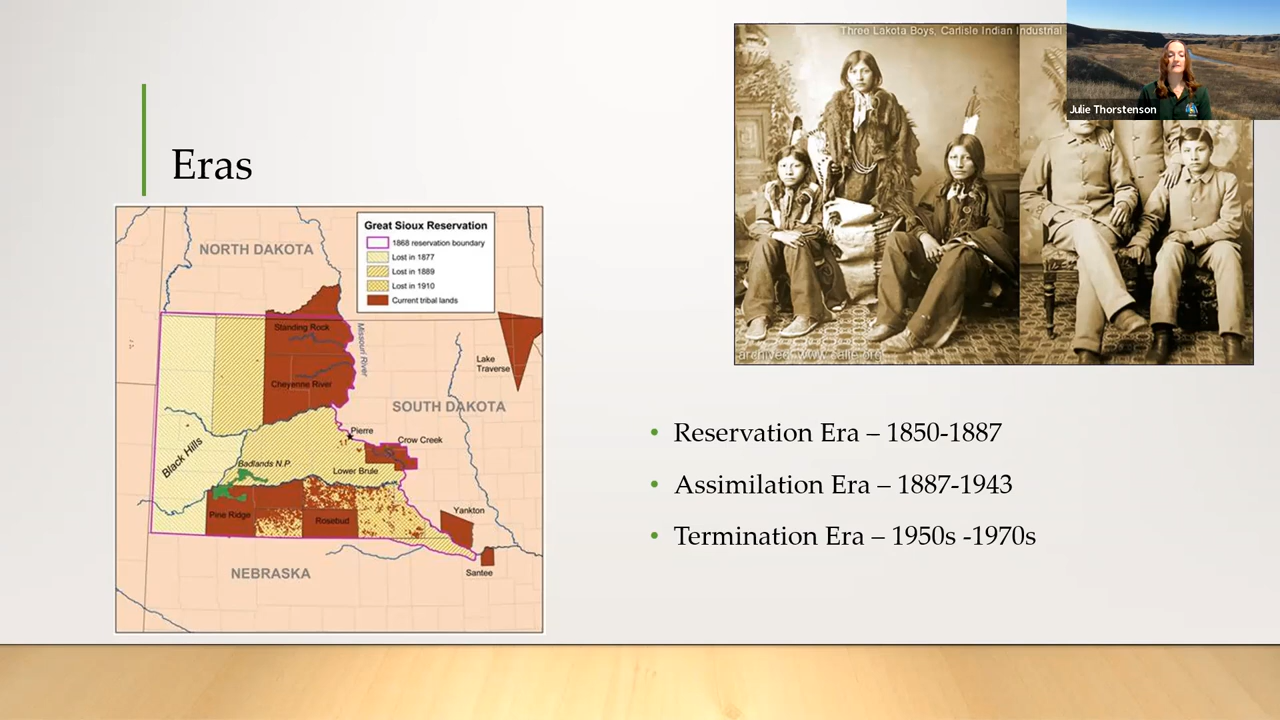 Three Lakota Boys, Carlisle Indian Industrial
Julie Thorstenson
Eras
Great Sioux Reservation
1868 reservation boundary
Lost in 1877
Lost in 1889
Lost in 1910
Current tribal lands
NORTH DAKOTA
Standing Rock
Missouri River
Lake
Traverse
Cheyenne River
SOUTH DAKOTA
Pierre
Crow Creek
Black Hills
Badlands N.P.
Lower Brule
Pine Ridge
Rosebud
Yankton
NEBRASKA
Santee
• Reservation Era – 1850-1887
• Assimilation Era – 1887-1943
• Termination Era – 1950s -1970s